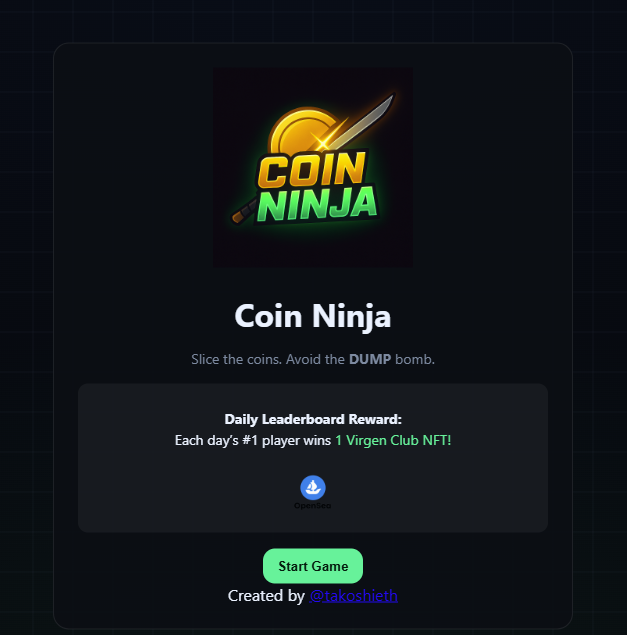 COIN
NINJA
Coin Ninja
Slice the coins. Avoid the DUMP bomb.
Daily Leaderboard Reward:
Each day’s #1 player wins 1 Virgen Club NFT!
OpenSea
Start Game
Created by @takoshieth